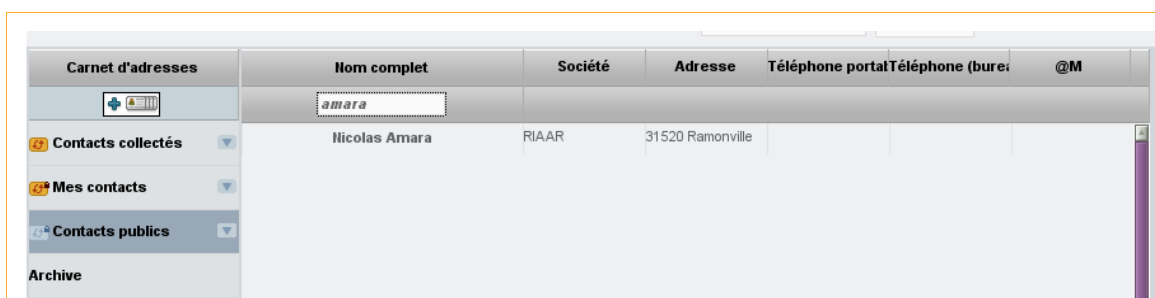 Carnet d'adresses Nom complet Société Adresse Téléphone portal Téléphone (burea @M
amara
Nicolas Amara RIAAR 31520 Ramonville
Contacts collectés
Mes contacts
Contacts publics
Archive